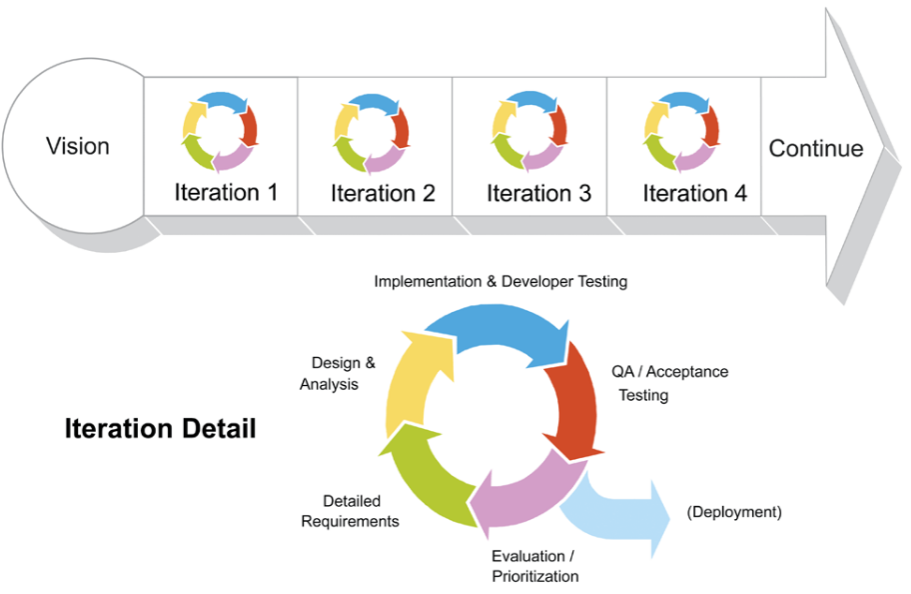 Vision
Iteration 1
Iteration 2
Iteration 3
Iteration 4
Continue
Implementation & Developer Testing
Design &
Analysis
QA / Acceptance
Testing
Iteration Detail
Detailed
Requirements
(Deployment)
Evaluation /
Prioritization